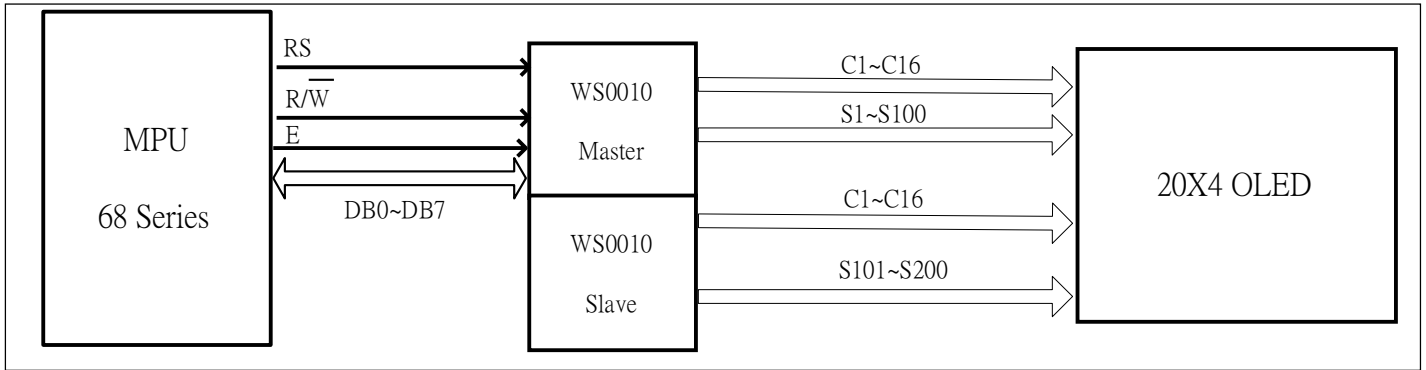 MPU
68 Series
RS
R/W̅
E
DB0~DB7
WS0010
Master
WS0010
Slave
C1~C16
S1~S100
C1~C16
S101~S200
20X4 OLED